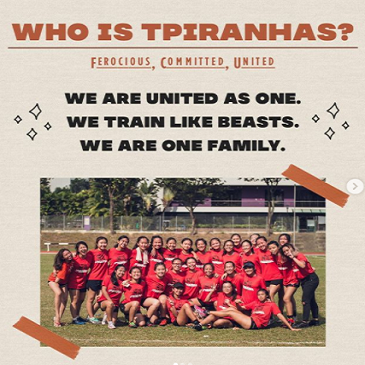 WHO IS TPIRANHAS?
FEROCIOUS, COMMITTED, UNITED
WE ARE UNITED AS ONE.
WE TRAIN LIKE BEASTS.
WE ARE ONE FAMILY.